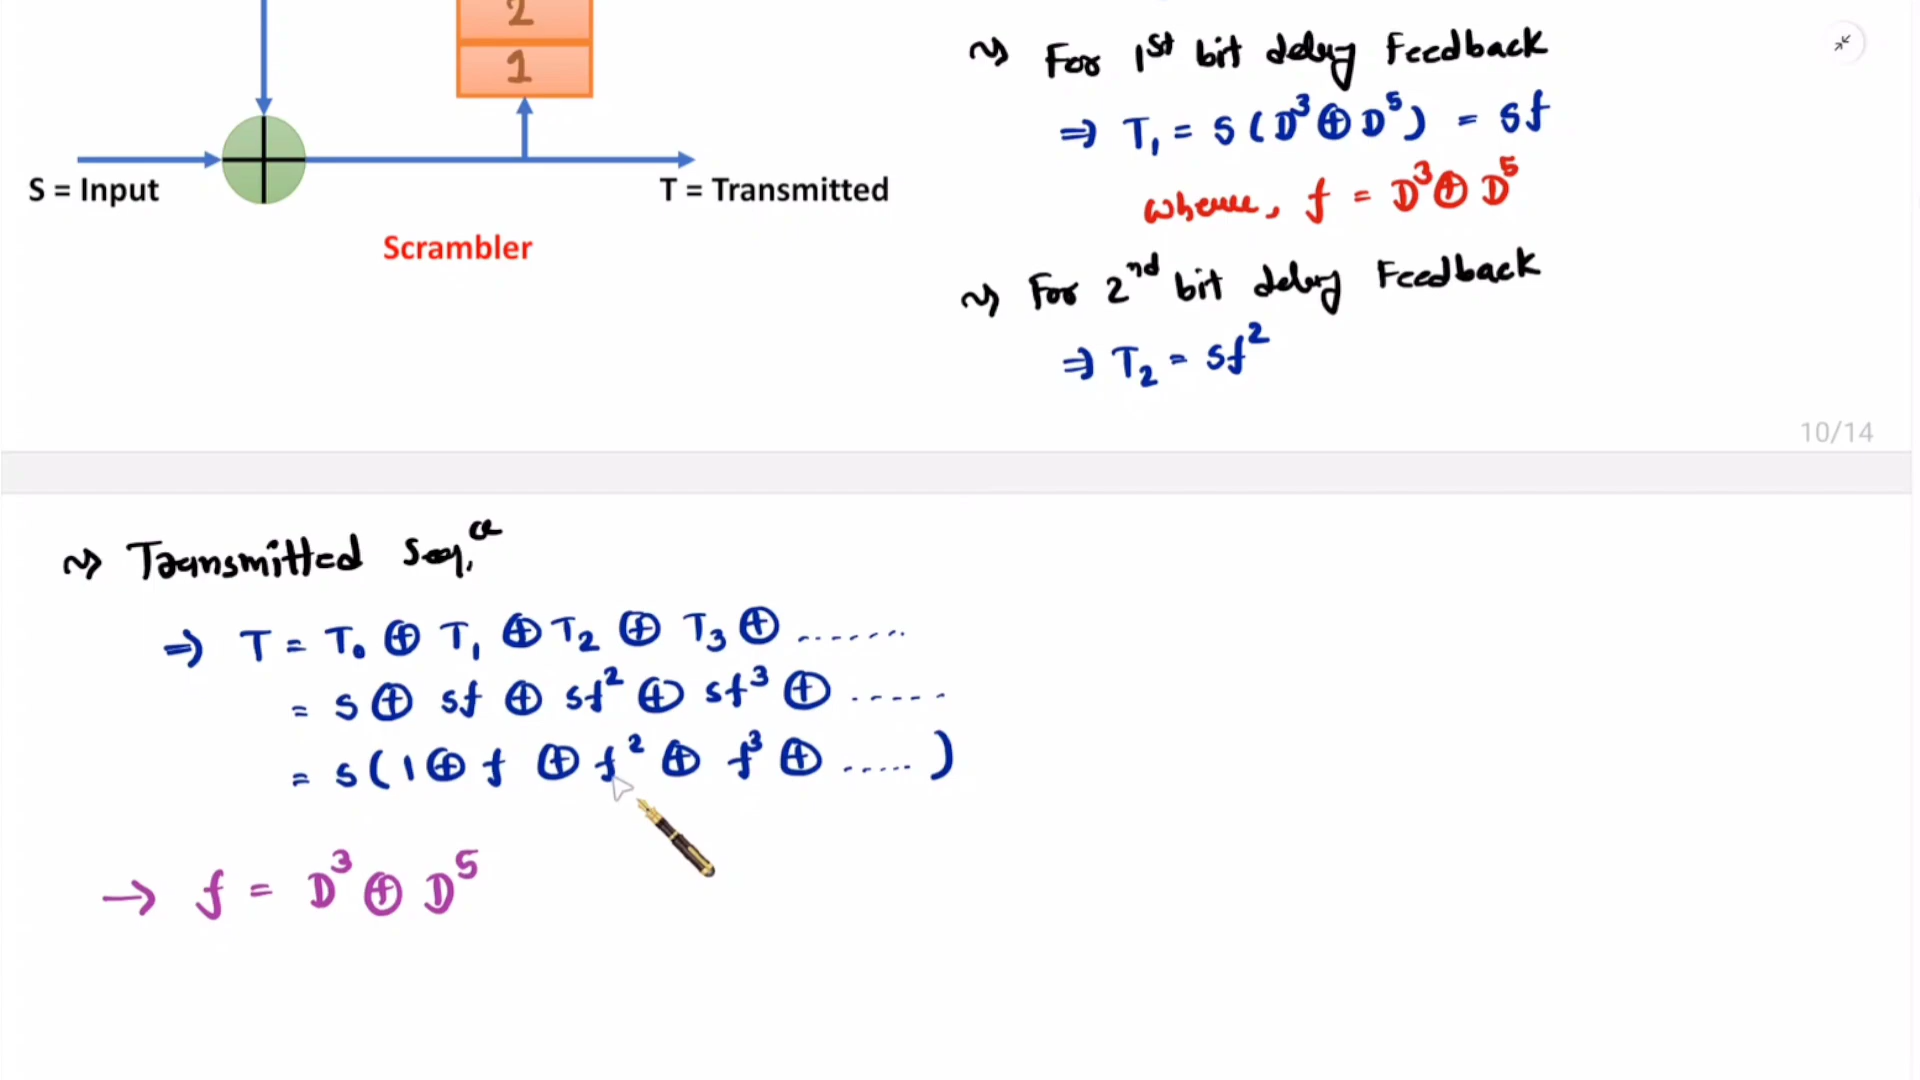 2
1
S = Input
T = Transmitted
Scrambler
~> For 1st bit delay Feedback
⇒ T₁ = S(D³ ⊕ D⁵) = Sf
where, f = D³ ⊕ D⁵
~> For 2nd bit delay Feedback
⇒ T₂ = Sf²
10/14
~> Transmitted Seq.ce
⇒ T = T₀ ⊕ T₁ ⊕ T₂ ⊕ T₃ ⊕ .......
= S ⊕ Sf ⊕ Sf² ⊕ Sf³ ⊕ .....
= S(1 ⊕ f ⊕ f² ⊕ f³ ⊕ .....)
→ f = D³ ⊕ D⁵